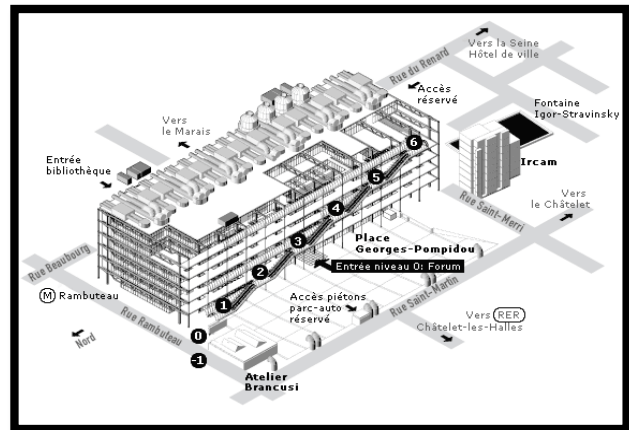 Vers la Seine
Hôtel de ville
Rue du Renard
Accès
réservé
Fontaine
Igor-Stravinsky
Vers
le Marais
6
Ircam
Entrée
bibliothèque
5
Vers
le Châtelet
4
Rue Saint-Merri
Place
Georges-Pompidou
3
Entrée niveau 0: Forum
Rue Beaubourg
2
M Rambuteau
1
Accès piétons
parc-auto
réservé
Rue Saint-Martin
Rue Rambuteau
Vers RER
Châtelet-les-Halles
Nord
0
-1
Atelier
Brancusi